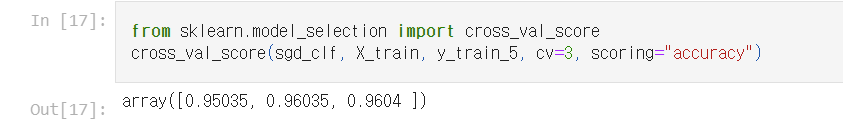 In [17]:
from sklearn.model_selection import cross_val_score
cross_val_score(sgd_clf, X_train, y_train_5, cv=3, scoring="accuracy")
Out[17]:
array([0.95035, 0.96035, 0.9604 ])